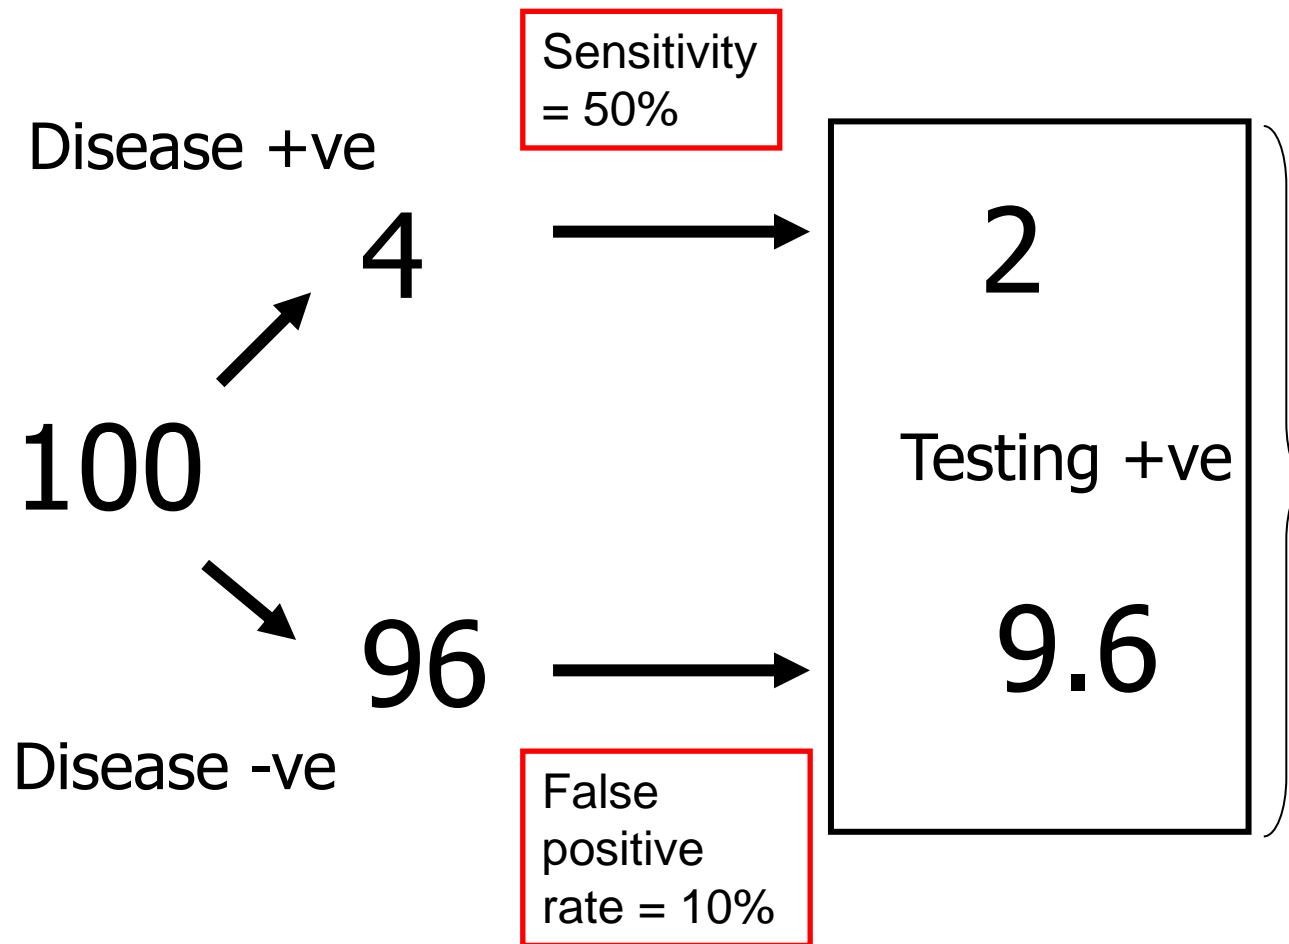 Sensitivity
= 50%
Disease +ve
4
2
100
Testing +ve
96
9.6
Disease -ve
False
positive
rate = 10%